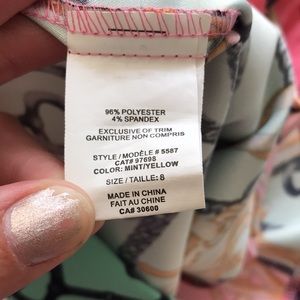 96% POLYESTER
4% SPANDEX
EXCLUSIVE OF TRIM
GARNITURE NON COMPRIS
STYLE / MODÈLE # 5587
CAT# 97698
COLOR: MINT/YELLOW
SIZE / TAILLE: 8
MADE IN CHINA
FAIT AU CHINE
CA# 30600